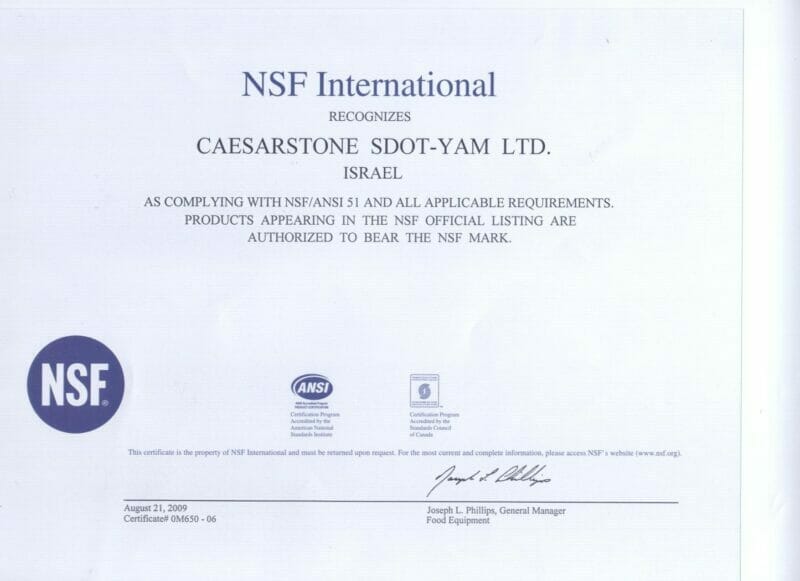 NSF International
RECOGNIZES
CAESARSTONE SDOT-YAM LTD.
ISRAEL
AS COMPLYING WITH NSF/ANSI 51 AND ALL APPLICABLE REQUIREMENTS.
PRODUCTS APPEARING IN THE NSF OFFICIAL LISTING ARE
AUTHORIZED TO BEAR THE NSF MARK.
NSF®
ANSI
Certification Program
Accredited by the
American National
Standards Institute
Certification Program
Accredited by the
Standards Council
of Canada
This certificate is the property of NSF International and must be returned upon request. For the most current and complete information, please access NSF's website (www.nsf.org).
Joseph L. Phillips
August 21, 2009
Certificate# 0M650 - 06
Joseph L. Phillips, General Manager
Food Equipment